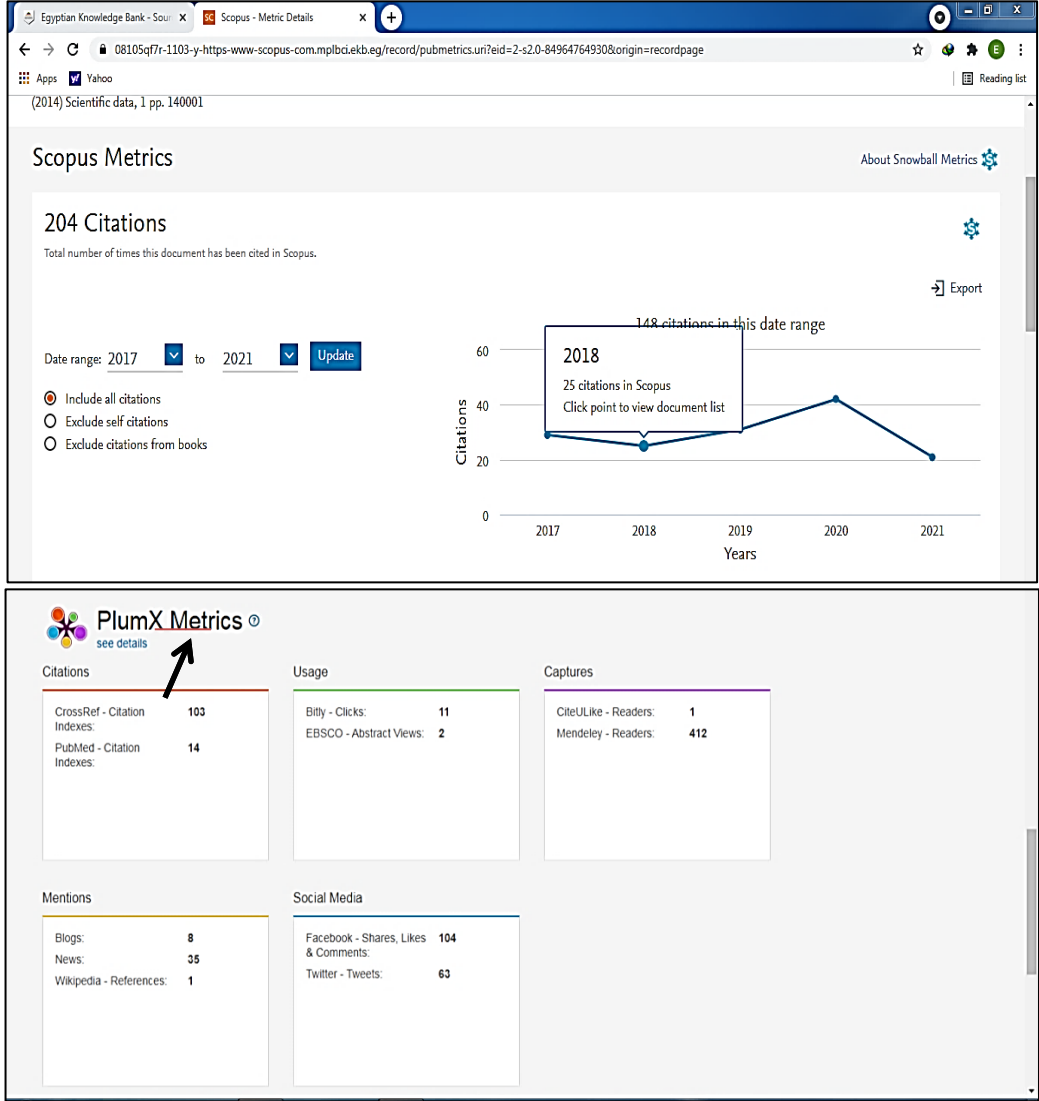 Egyptian Knowledge Bank - Sour
SC Scopus - Metric Details
08105qf7r-1103-y-https-www-scopus-com.mplbci.ekb.eg/record/pubmetrics.uri?eid=2-s2.0-84964764930&origin=recordpage
E
Apps
Yahoo
Reading list
(2014) Scientific data, 1 pp. 140001
Scopus Metrics
About Snowball Metrics
204 Citations
Total number of times this document has been cited in Scopus.
Export
148 citations in this date range
Date range: 2017 to 2021 Update
Include all citations
Exclude self citations
Exclude citations from books
Citations
60
40
20
0
2018
25 citations in Scopus
Click point to view document list
2017 2018 2019 2020 2021
Years
PlumX Metrics
see details
Citations
CrossRef - Citation 103
Indexes:
PubMed - Citation 14
Indexes:
Usage
Bitly - Clicks: 11
EBSCO - Abstract Views: 2
Captures
CiteULike - Readers: 1
Mendeley - Readers: 412
Mentions
Blogs: 8
News: 35
Wikipedia - References: 1
Social Media
Facebook - Shares, Likes 104
& Comments:
Twitter - Tweets: 63